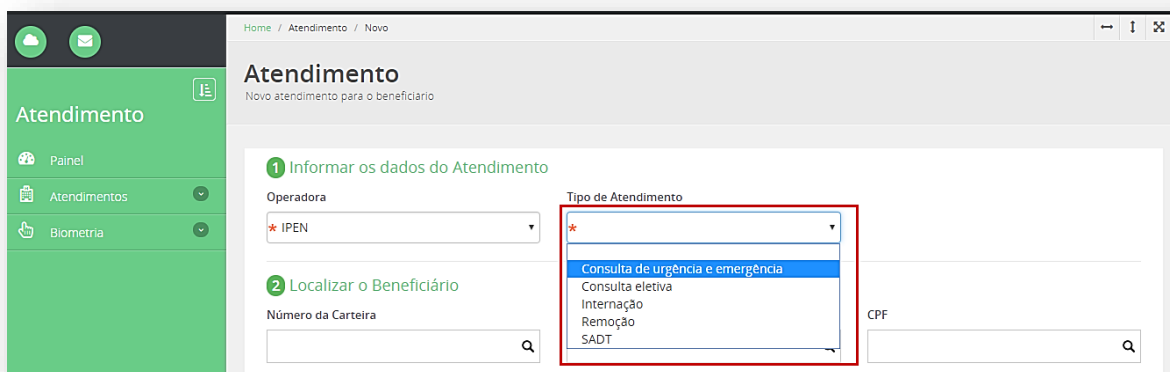 Home / Atendimento / Novo
Atendimento
Novo atendimento para o beneficiário
Atendimento
Painel
Atendimentos
Biometria
1 Informar os dados do Atendimento
Operadora
Tipo de Atendimento
* IPEN
*
Consulta de urgência e emergência
Consulta eletiva
Internação
Remoção
SADT
2 Localizar o Beneficiário
Número da Carteira
CPF